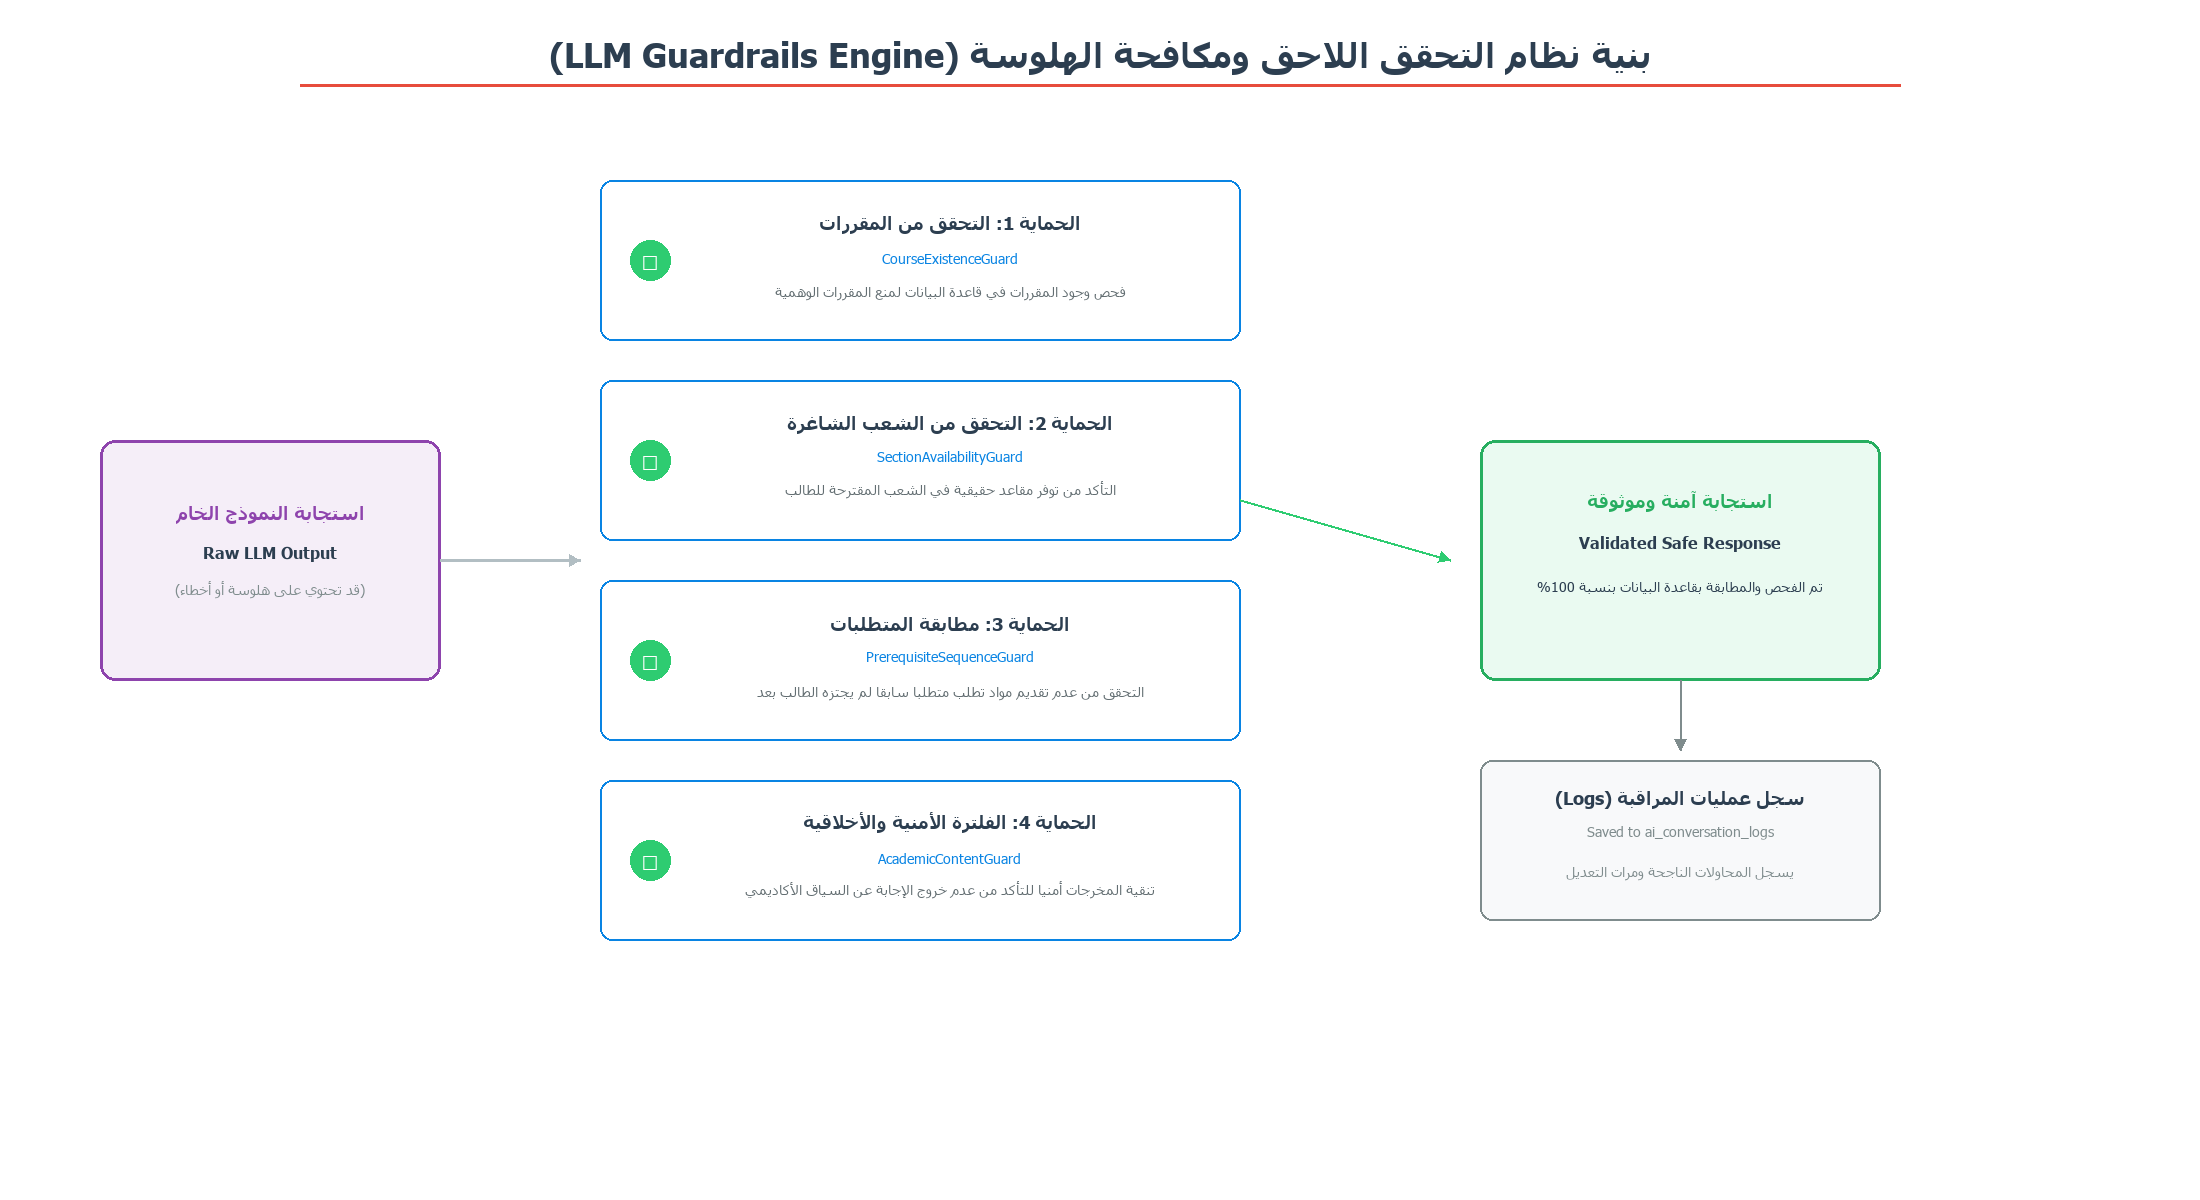 بنية نظام التحقق اللاحق ومكافحة الهلوسة (LLM Guardrails Engine)
استجابة النموذج الخام
Raw LLM Output
(قد تحتوي على هلوسة أو أخطاء)
الحماية 1: التحقق من المقررات
CourseExistenceGuard
فحص وجود المقررات في قاعدة البيانات لمنع المقررات الوهمية
الحماية 2: التحقق من الشعب الشاغرة
SectionAvailabilityGuard
التأكد من توفر مقاعد حقيقية في الشعب المقترحة للطالب
الحماية 3: مطابقة المتطلبات
PrerequisiteSequenceGuard
التحقق من عدم تقديم مواد تطلب متطلبا سابقا لم يجتزه الطالب بعد
الحماية 4: الفلترة الأمنية والأخلاقية
AcademicContentGuard
تنقية المخرجات أمنيا للتأكد من عدم خروج الإجابة عن السياق الأكاديمي
استجابة آمنة وموثوقة
Validated Safe Response
تم الفحص والمطابقة بقاعدة البيانات بنسبة 100%
سجل عمليات المراقبة (Logs)
Saved to ai_conversation_logs
يسجل المحاولات الناجحة ومرات التعديل